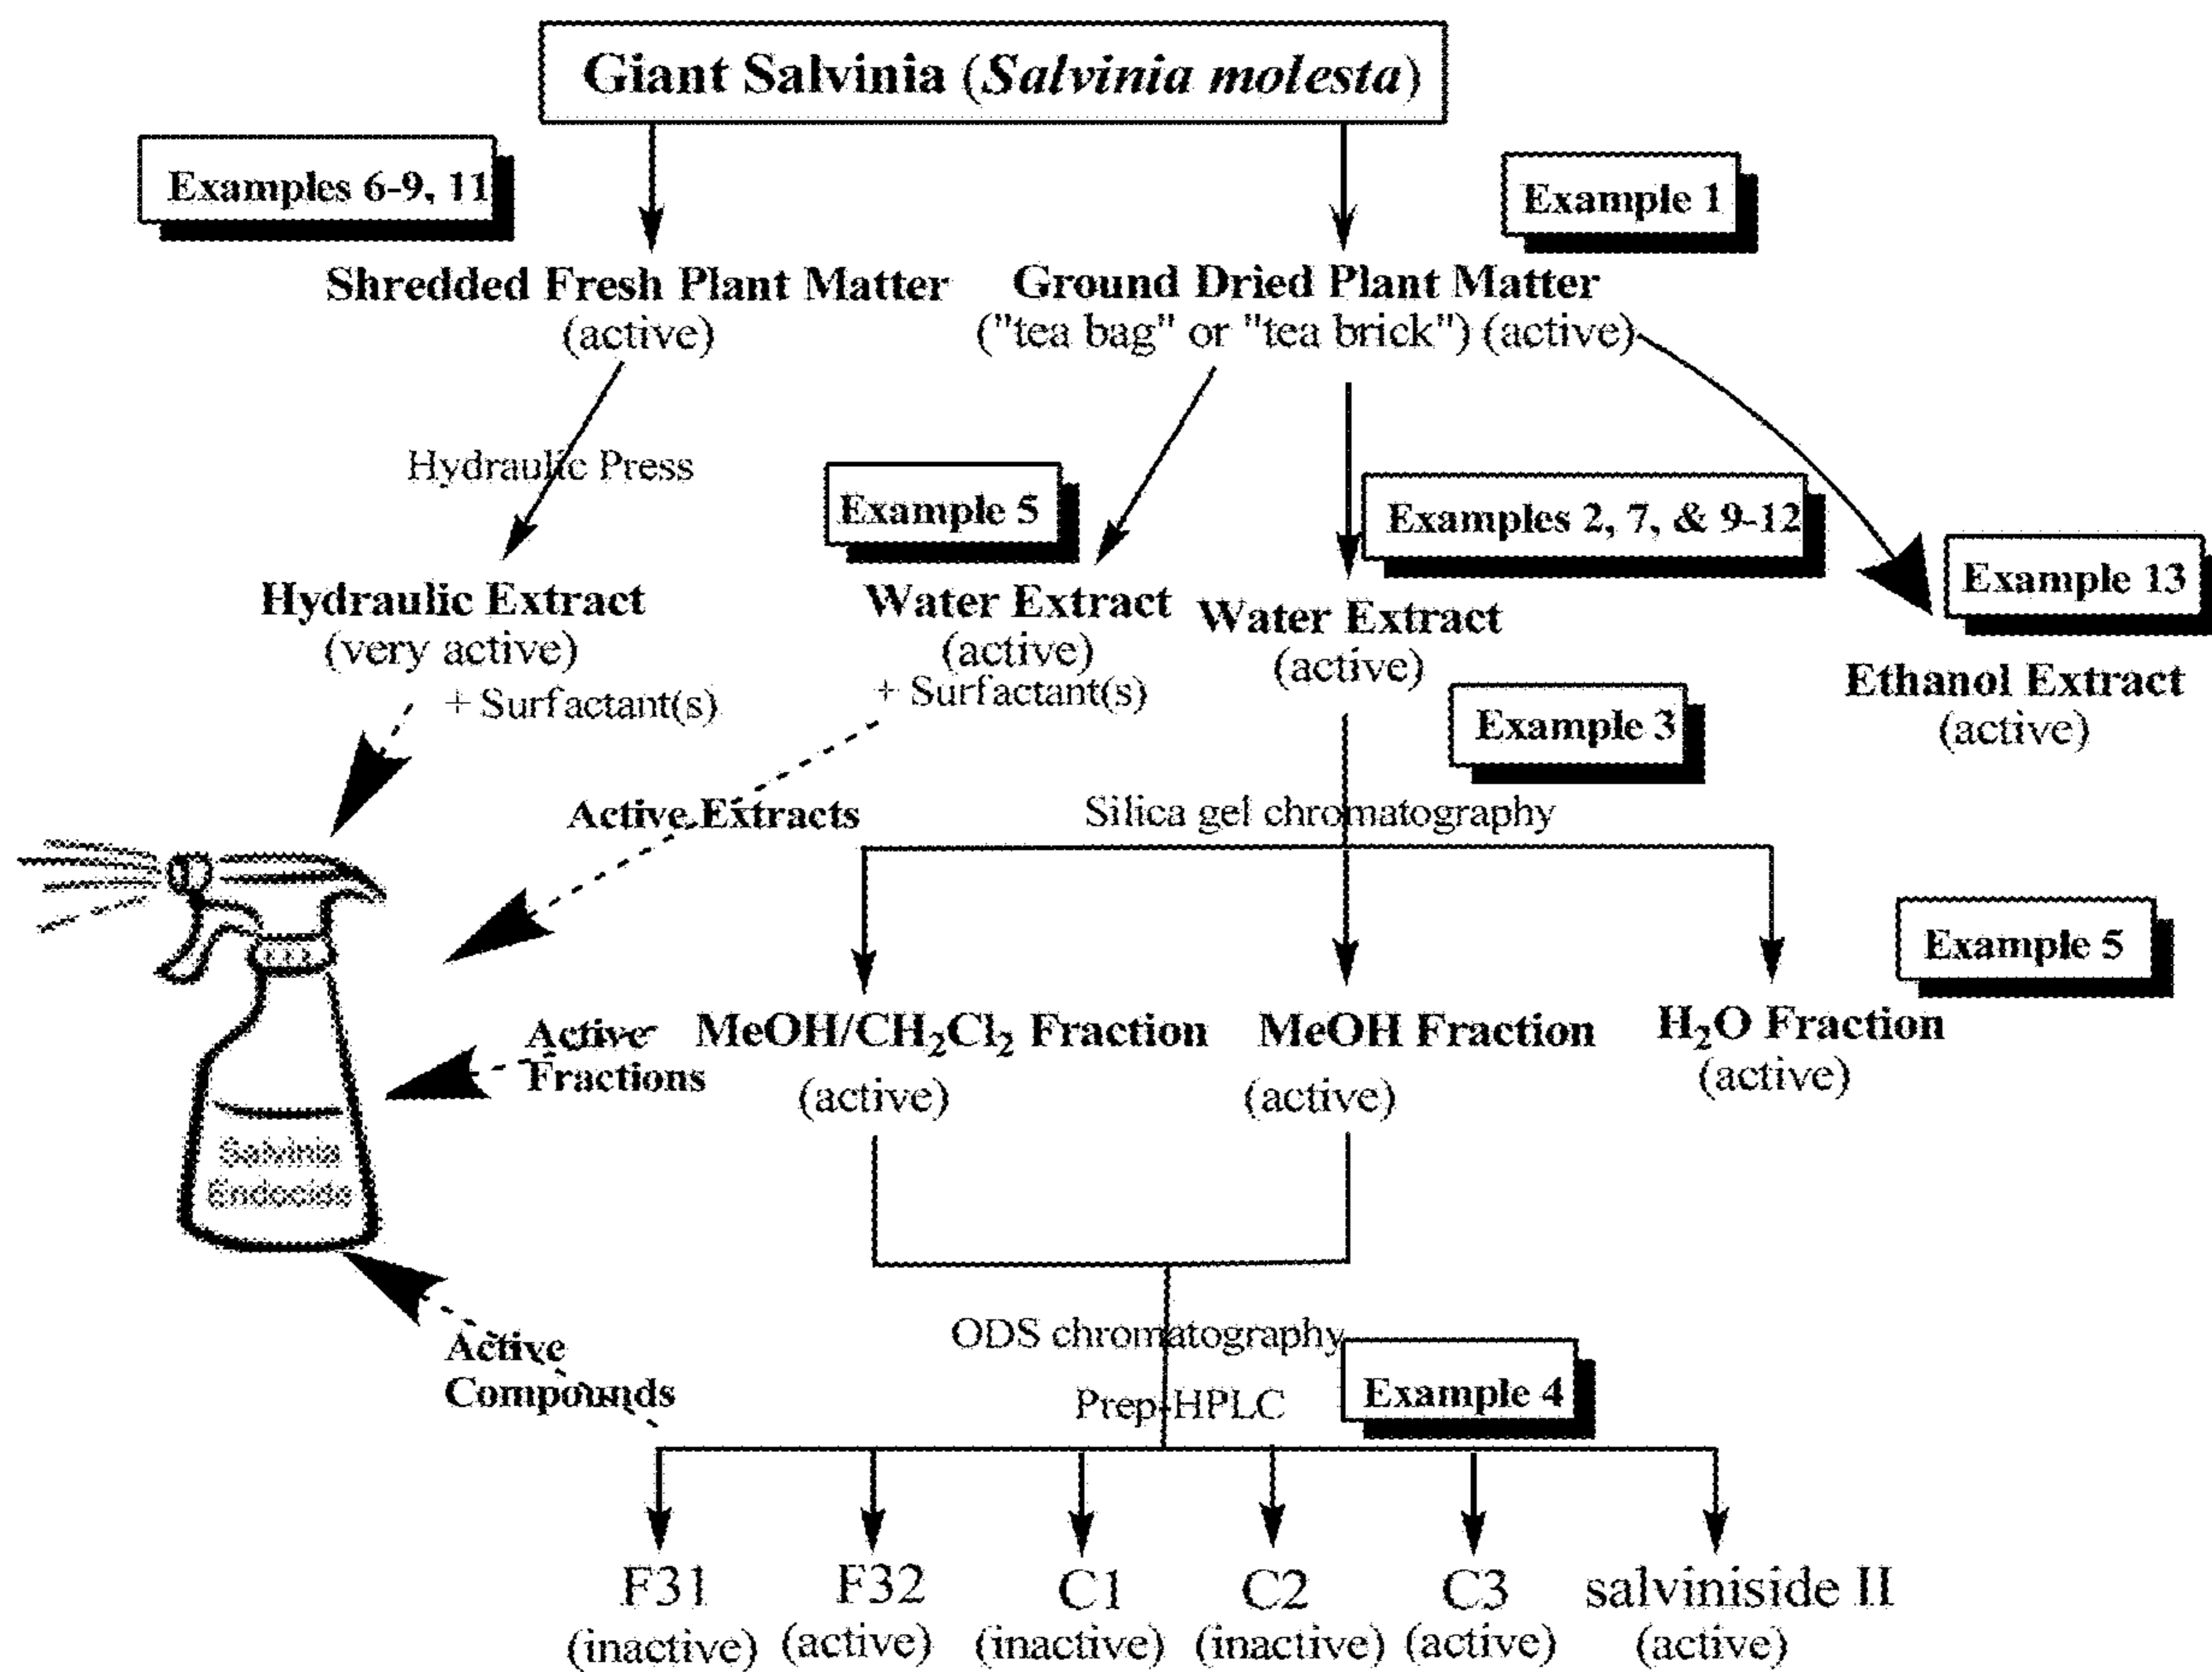 Giant Salvinia (Salvinia molesta)
Examples 6-9, 11
Example 1
Shredded Fresh Plant Matter
(active)
Ground Dried Plant Matter
("tea bag" or "tea brick") (active)
Hydraulic Press
Example 5
Examples 2, 7, & 9-12
Example 13
Hydraulic Extract
(very active)
+ Surfactant(s)
Water Extract
(active)
+ Surfactant(s)
Water Extract
(active)
Ethanol Extract
(active)
Example 3
Active Extracts
Silica gel chromatography
Example 5
Active
Fractions
MeOH/CH₂Cl₂ Fraction
(active)
MeOH Fraction
(active)
H₂O Fraction
(active)
Salvinia
Endocide
ODS chromatography
Prep-HPLC
Example 4
Active
Compounds
F31
(inactive)
F32
(active)
C1
(inactive)
C2
(inactive)
C3
(active)
salviniside II
(active)